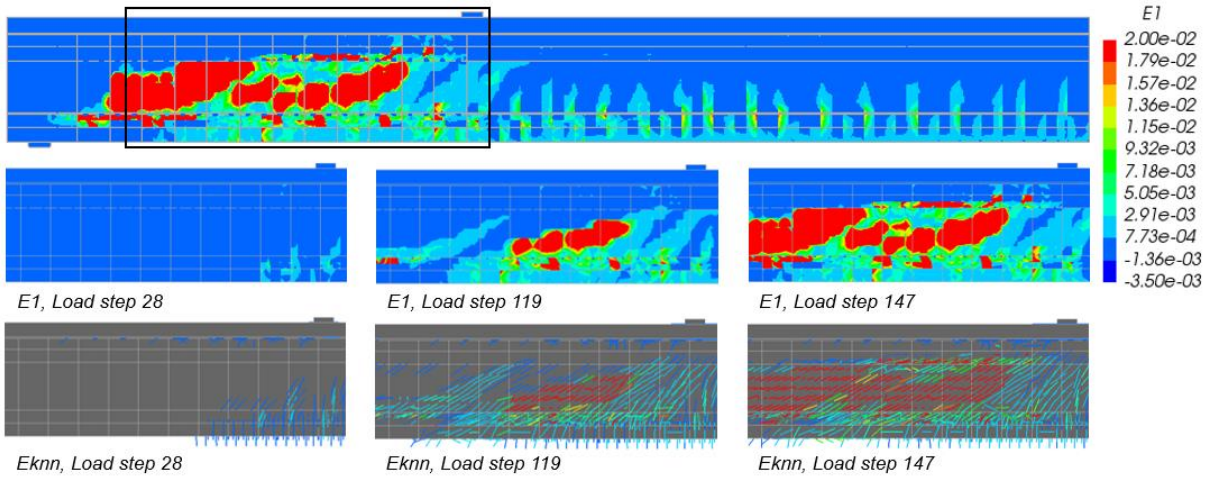 E1
2.00e-02
1.79e-02
1.57e-02
1.36e-02
1.15e-02
9.32e-03
7.18e-03
5.05e-03
2.91e-03
7.73e-04
-1.36e-03
-3.50e-03
E1, Load step 28
E1, Load step 119
E1, Load step 147
Eknn, Load step 28
Eknn, Load step 119
Eknn, Load step 147